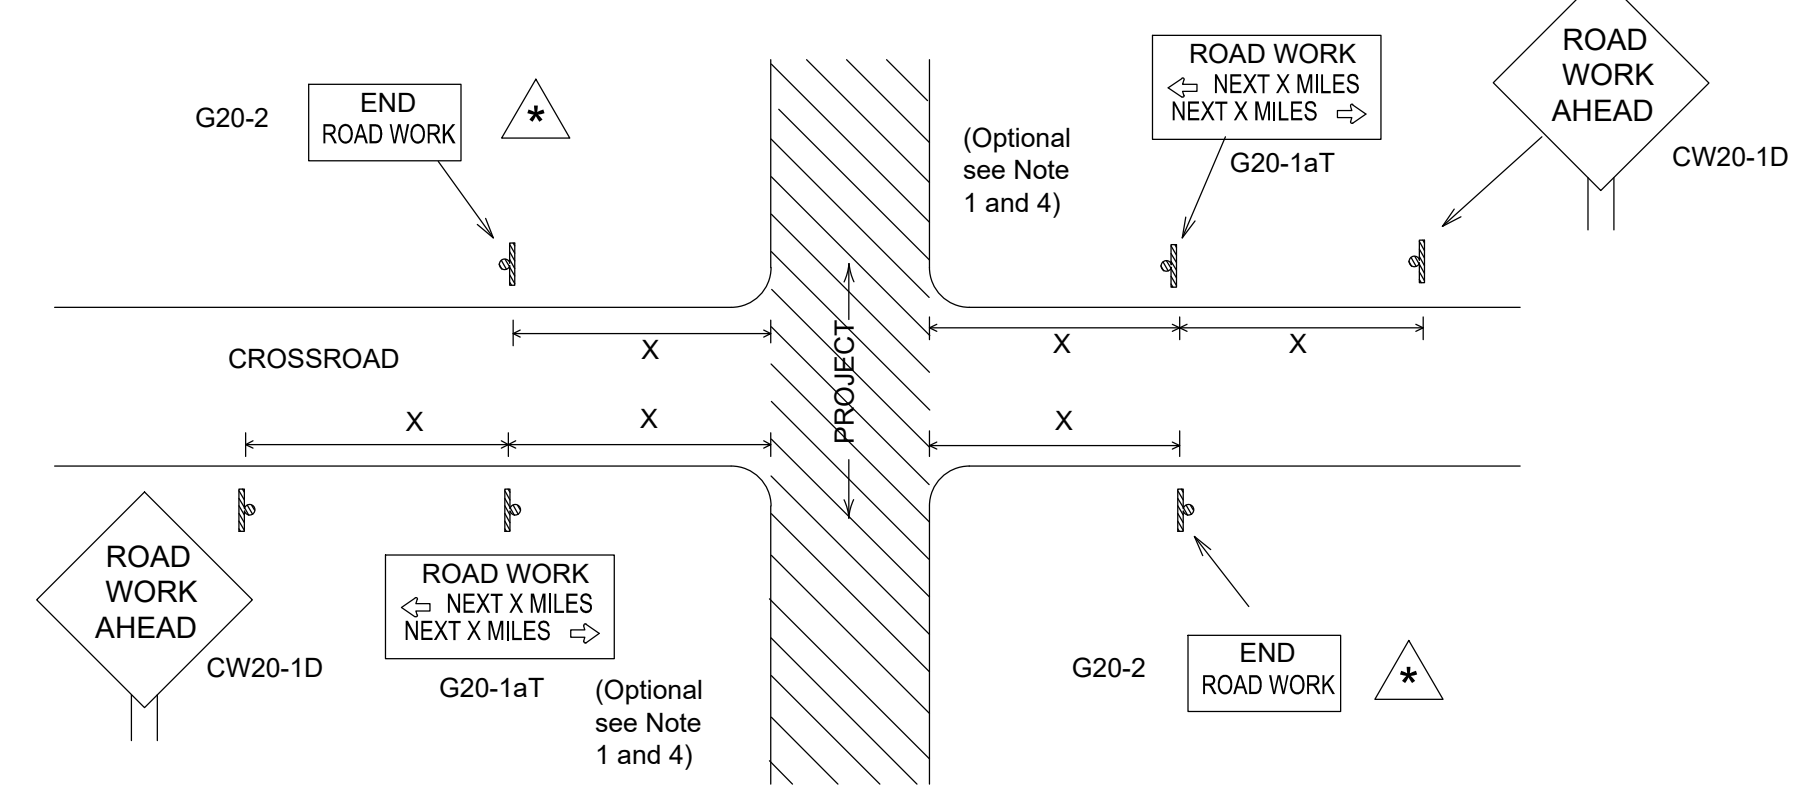 ROAD
WORK
AHEAD
CW20-1D
ROAD WORK
NEXT X MILES
NEXT X MILES
G20-1aT
(Optional
see Note
1 and 4)
END
ROAD WORK
*
G20-2
X
X
X
CROSSROAD
PROJECT
X
X
X
ROAD
WORK
AHEAD
CW20-1D
ROAD WORK
NEXT X MILES
NEXT X MILES
G20-1aT
(Optional
see Note
1 and 4)
G20-2
END
ROAD WORK
*